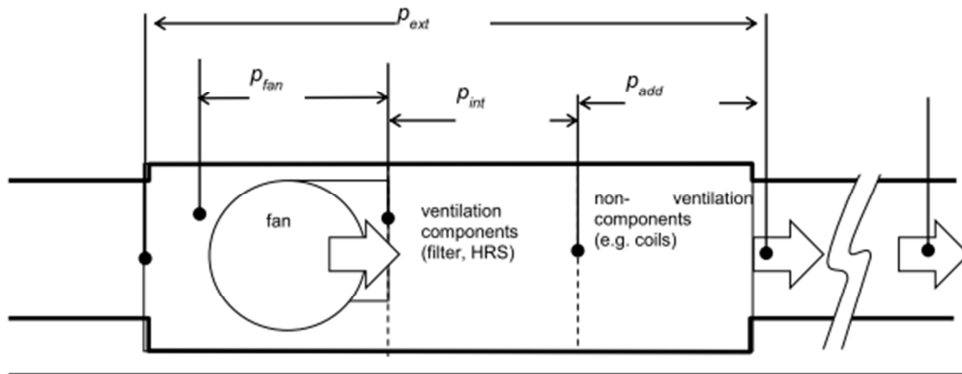 p_ext
p_fan
p_int
p_add
fan
ventilation
components
(filter, HRS)
non- ventilation
components
(e.g. coils)